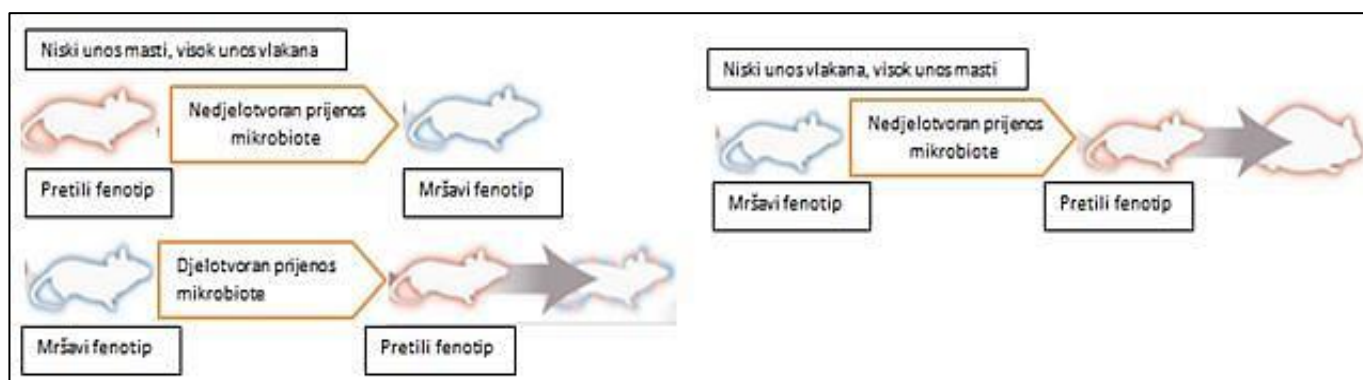 Niski unos masti, visok unos vlakana
Nedjelotvoran prijenos
mikrobiote
Pretili fenotip
Mršavi fenotip
Djelotvoran prijenos
mikrobiote
Mršavi fenotip
Pretili fenotip
Niski unos vlakana, visok unos masti
Nedjelotvoran prijenos
mikrobiote
Mršavi fenotip
Pretili fenotip